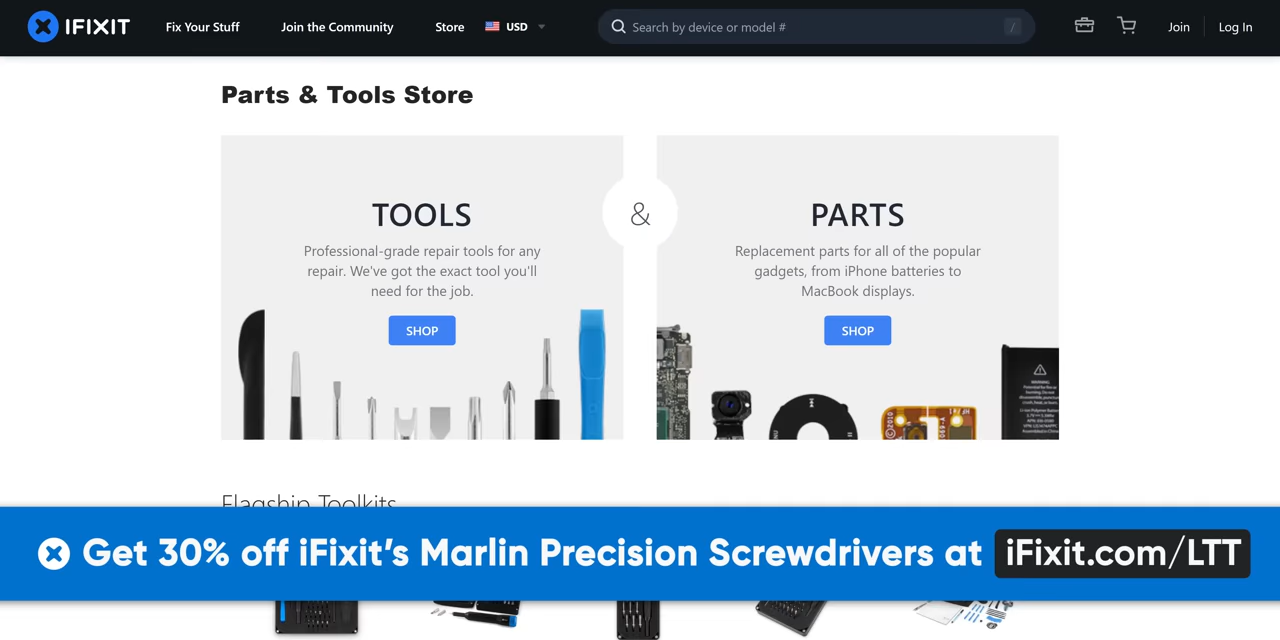 IFIXIT
Fix Your Stuff
Join the Community
Store
USD
Search by device or model #
/
Join
Log In
Parts & Tools Store
TOOLS
Professional-grade repair tools for any
repair. We've got the exact tool you'll
need for the job.
SHOP
&
PARTS
Replacement parts for all of the popular
gadgets, from iPhone batteries to
MacBook displays.
SHOP
WARNING
Flagship Toolkits
Get 30% off iFixit's Marlin Precision Screwdrivers at iFixit.com/LTT